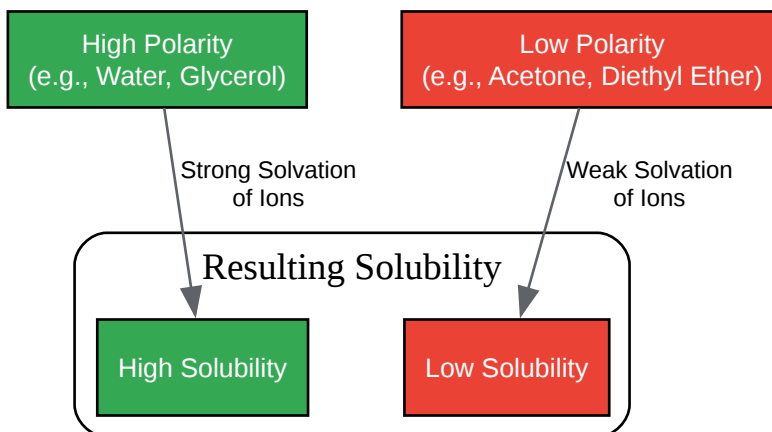 High Polarity
(e.g., Water, Glycerol)
Low Polarity
(e.g., Acetone, Diethyl Ether)
Strong Solvation
of Ions
Weak Solvation
of Ions
Resulting Solubility
High Solubility
Low Solubility